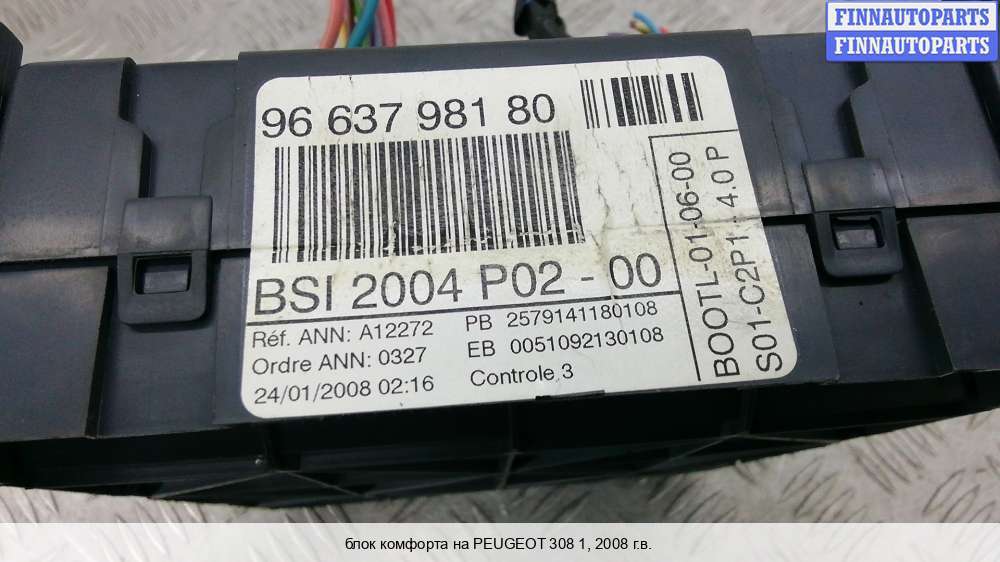 FINNAUTOPARTS
FINNAUTOPARTS
96 637 981 80
BSI 2004 P02 - 00
Réf. ANN: A12272
PB 2579141180108
Ordre ANN: 0327
EB 0051092130108
24/01/2008 02:16
Controle 3
BOOTL-01-06-00
S01-C2P1 - 4.0 P
блок комфорта на PEUGEOT 308 1, 2008 г.в.